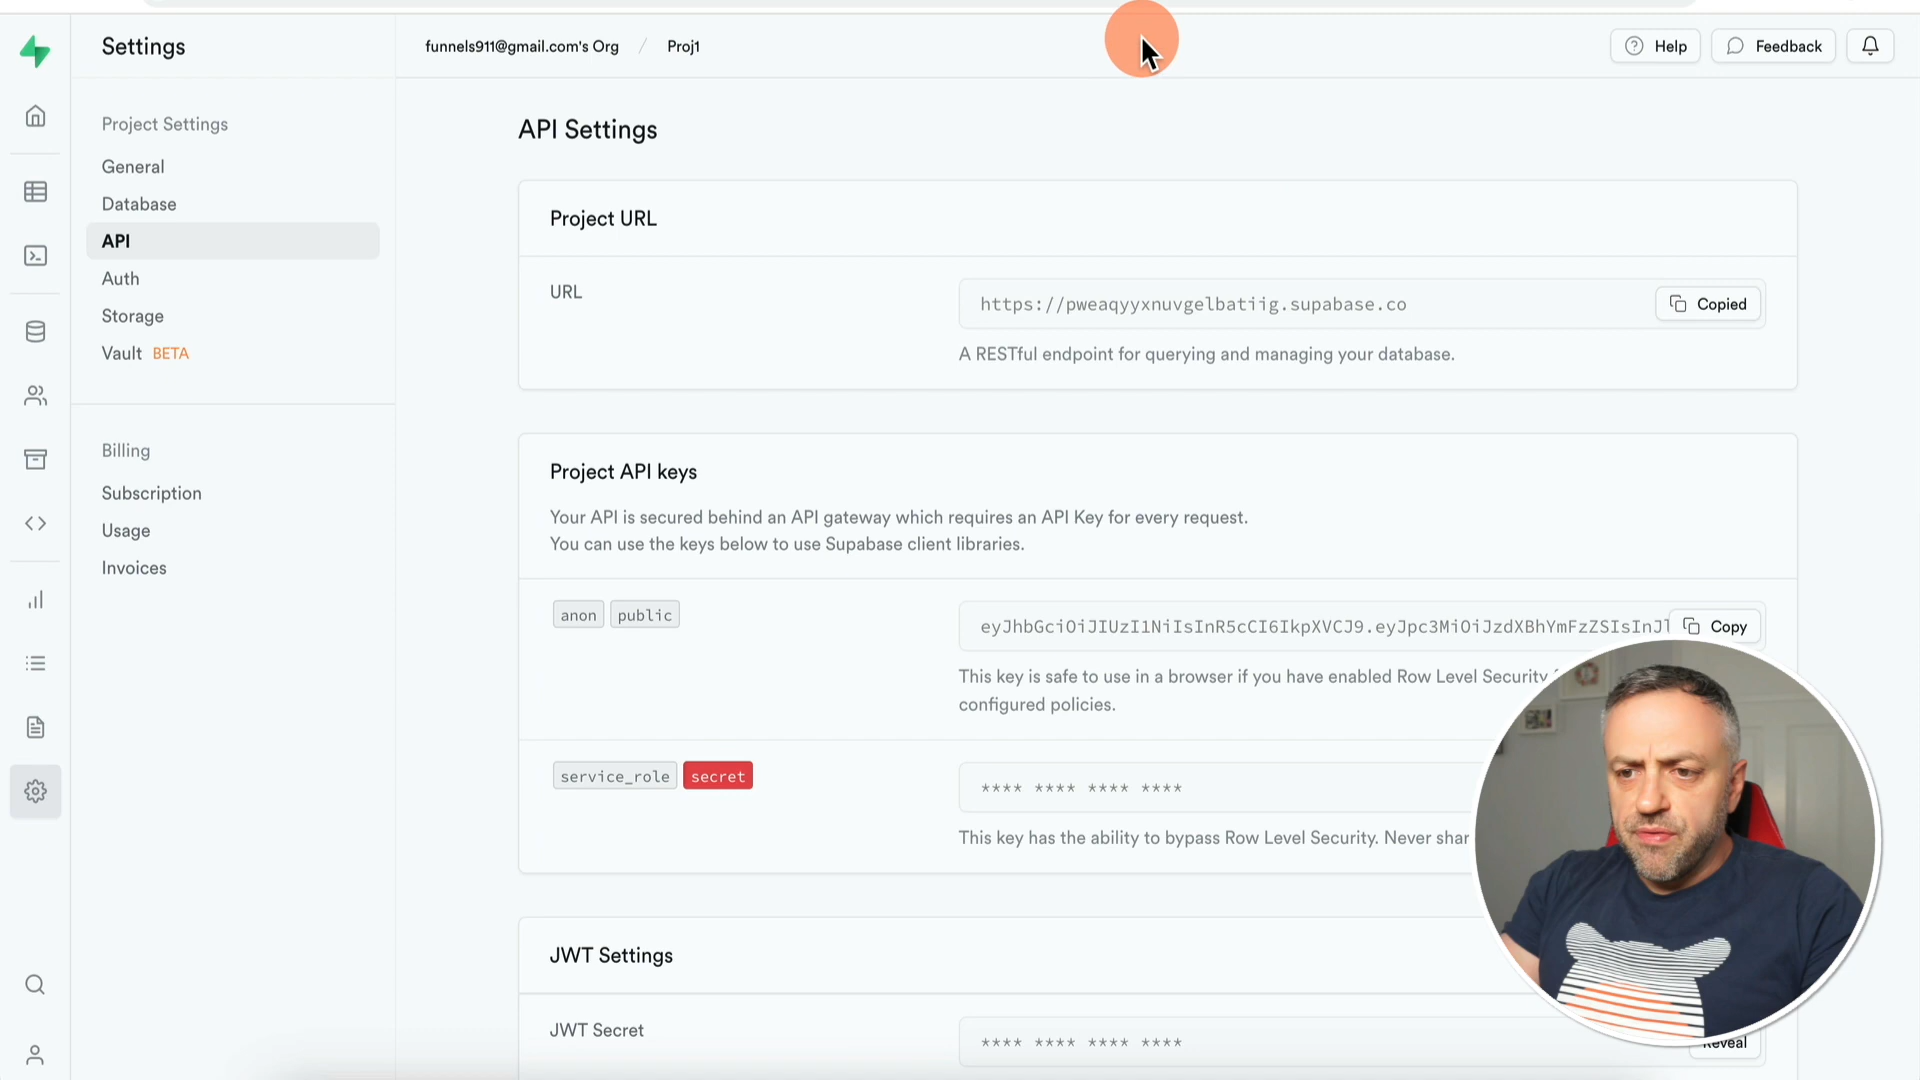 Settings
funnels911@gmail.com's Org / Proj1
Help
Feedback
Project Settings
General
Database
API
Auth
Storage
Vault BETA
Billing
Subscription
Usage
Invoices
API Settings
Project URL
URL
https://pweaqyyxnuvgelbatiig.supabase.co
Copied
A RESTful endpoint for querying and managing your database.
Project API keys
Your API is secured behind an API gateway which requires an API Key for every request.
You can use the keys below to use Supabase client libraries.
anon public
eyJhbGciOiJIUzI1NiIsInR5cCI6IkpXVCJ9.eyJpc3MiOiJzdXBhYmFzZSIsInJl
Copy
This key is safe to use in a browser if you have enabled Row Level Security
configured policies.
service_role secret
**** **** **** ****
This key has the ability to bypass Row Level Security. Never shar
JWT Settings
JWT Secret
**** **** **** ****
Reveal